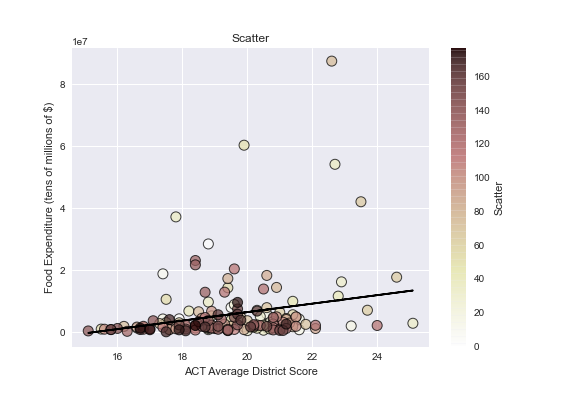 Scatter
1e7
8
6
4
2
0
Food Expenditure (tens of millions of $)
16 18 20 22 24
ACT Average District Score
160
140
120
100
80
60
40
20
0
Scatter